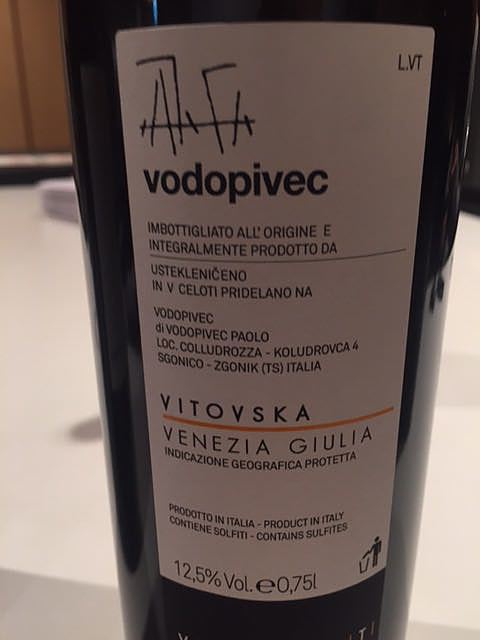 L.VT
vodopivec
IMBOTTIGLIATO ALL' ORIGINE E
INTEGRALMENTE PRODOTTO DA
USTEKLENIČENO
IN V CELOTI PRIDELANO NA
VODOPIVEC
di VODOPIVEC PAOLO
LOC. COLLUDROZZA - KOLUDROVCA 4
SGONICO - ZGONIK (TS) ITALIA
VITOVSKA
VENEZIA GIULIA
INDICAZIONE GEOGRAFICA PROTETTA
PRODOTTO IN ITALIA - PRODUCT IN ITALY
CONTIENE SOLFITI - CONTAINS SULFITES
12,5% Vol. ℮ 0,75l